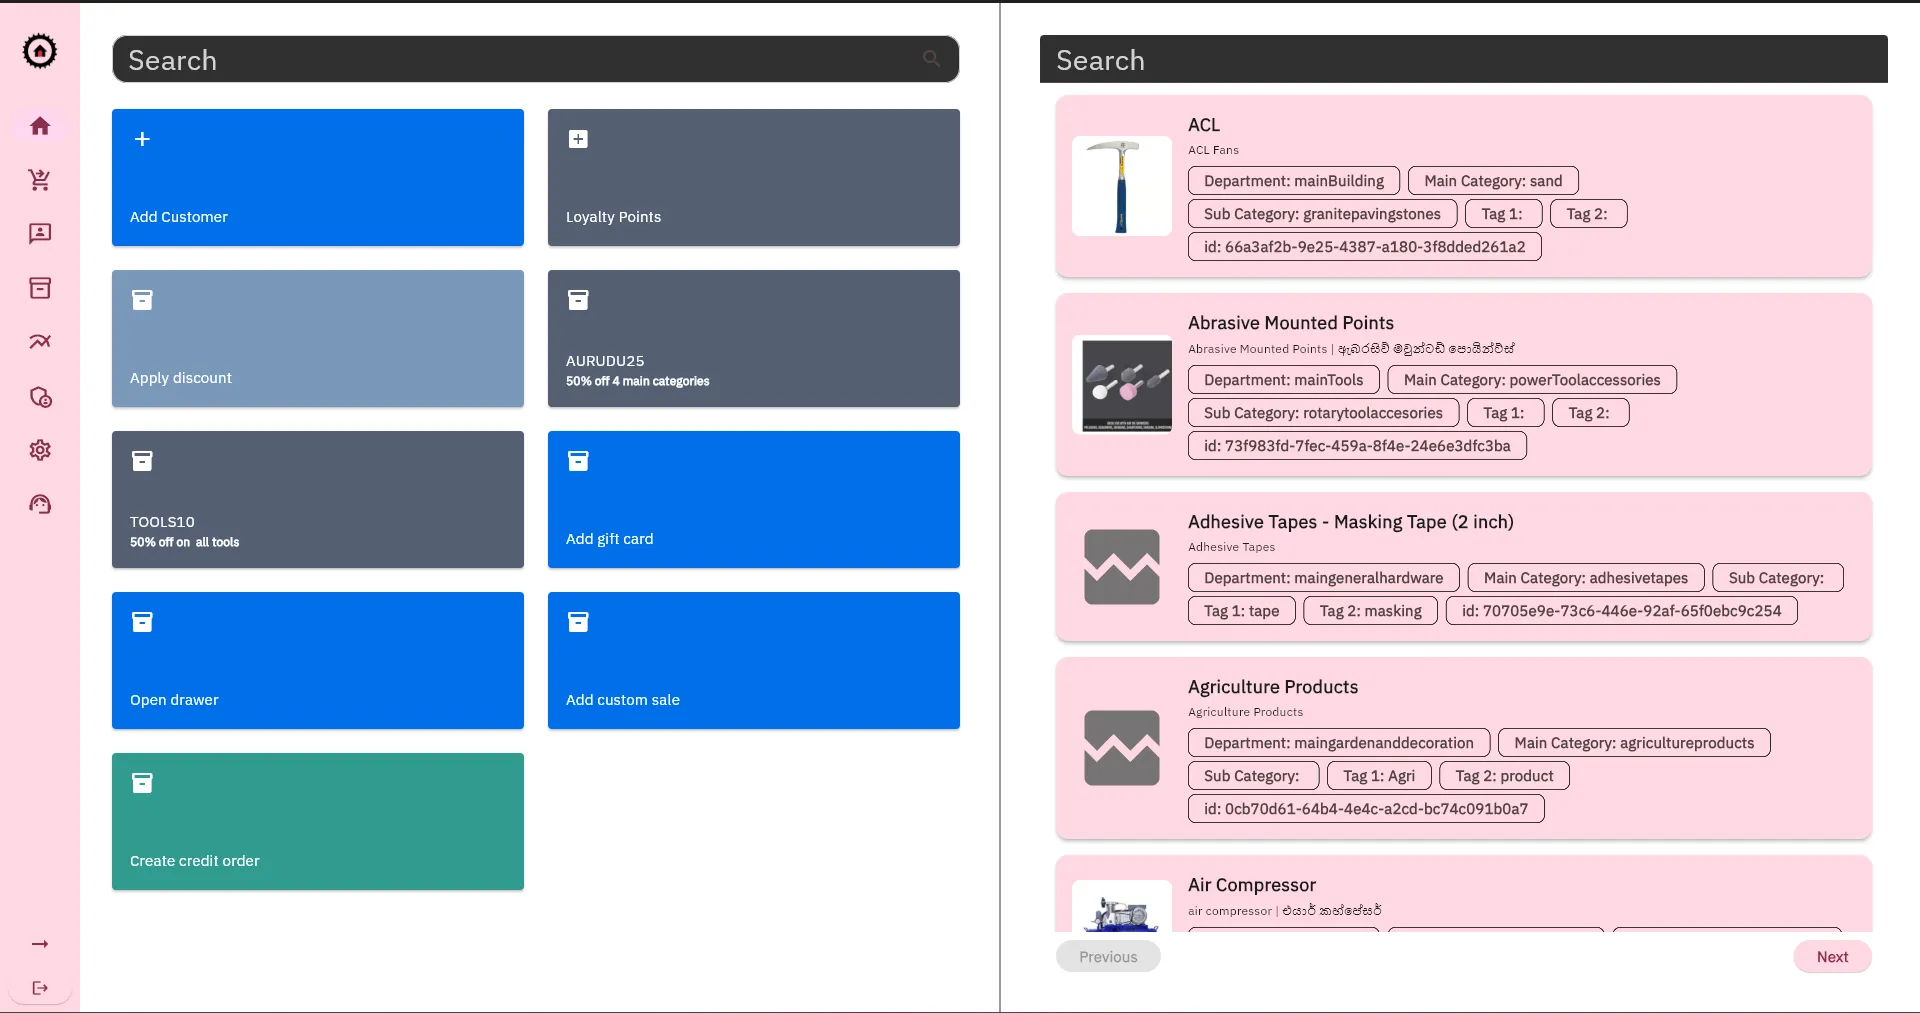 Search
Add Customer
Loyalty Points
Apply discount
AURUDU25
50% off 4 main categories
TOOLS10
50% off on  all tools
Add gift card
Open drawer
Add custom sale
Create credit order
Search
ACL
ACL Fans
Department: mainBuilding
Main Category: sand
Sub Category: granitepavingstones
Tag 1:
Tag 2:
id: 66a3af2b-9e25-4387-a180-3f8dded261a2
Abrasive Mounted Points
Abrasive Mounted Points | ඇබරසිව් මවුන්ටඩ් පොයින්ට්ස්
Department: mainTools
Main Category: powerToolaccessories
Sub Category: rotarytoolaccesories
Tag 1:
Tag 2:
id: 73f983fd-7fec-459a-8f4e-24e6e3dfc3ba
Adhesive Tapes - Masking Tape (2 inch)
Adhesive Tapes
Department: maingeneralhardware
Main Category: adhesivetapes
Sub Category:
Tag 1: tape
Tag 2: masking
id: 70705e9e-73c6-446e-92af-65f0ebc9c254
Agriculture Products
Agriculture Products
Department: maingardenanddecoration
Main Category: agricultureproducts
Sub Category:
Tag 1: Agri
Tag 2: product
id: 0cb70d61-64b4-4e4c-a2cd-bc74c091b0a7
Air Compressor
air compressor | එයාර්
Previous
Next